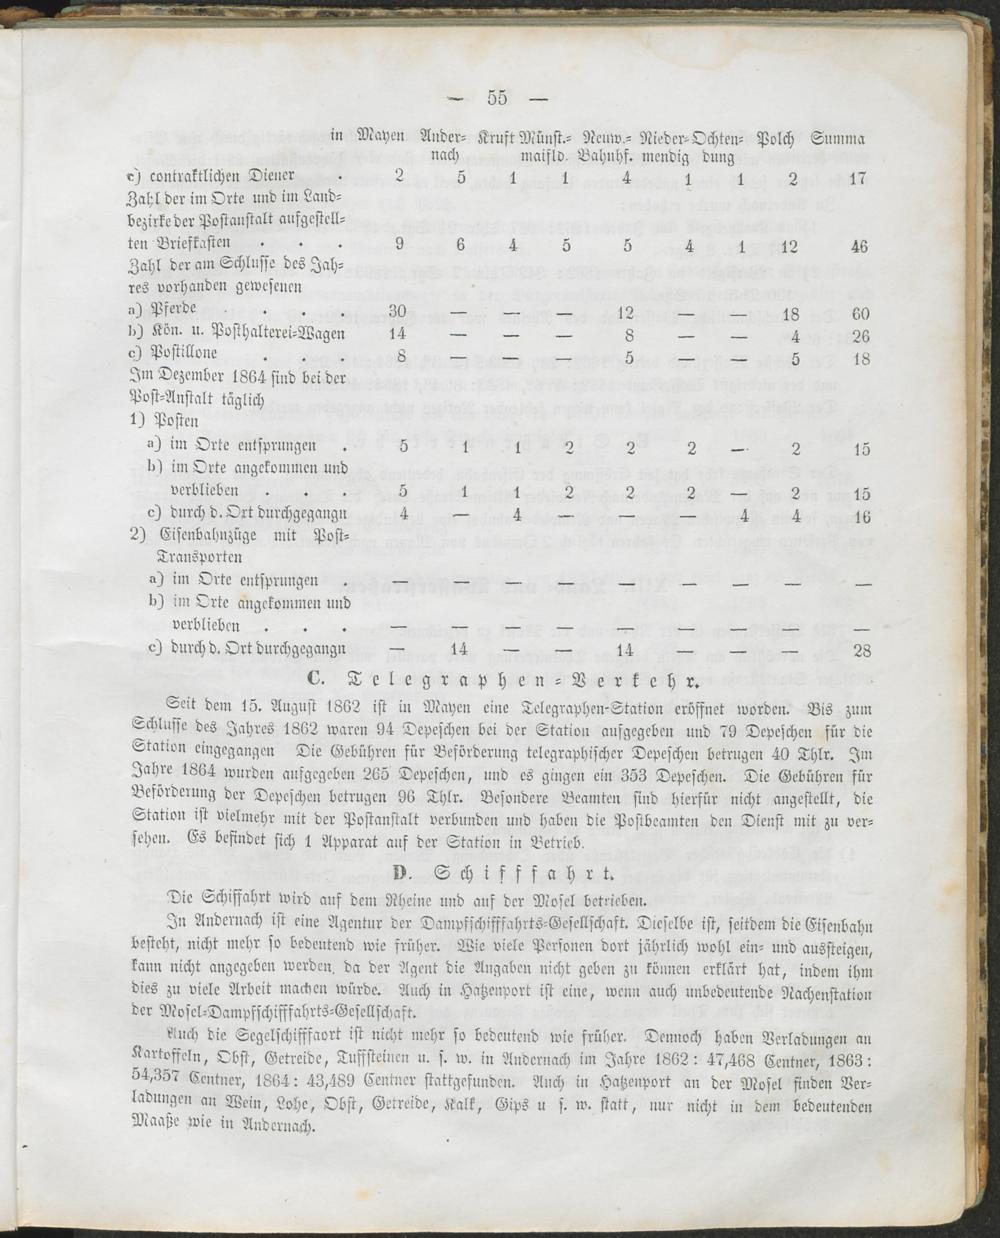 — 55 —
in Mayen Ander- Kruft Münst.- Neuw.- Nieder- Ochten- Polch Summa
nach maifld. Bahnhf. mendig dung
c) contraktlichen Diener . 2 5 1 1 4 1 1 2 17
Zahl der im Orte und im Land-
bezirke der Postanstalt aufgestell-
ten Briefkasten . . . 9 6 4 5 5 4 1 12 46
Zahl der am Schlusse des Jah-
res vorhanden gewesenen
a) Pferde . . . . 30 — — — 12 — — 18 60
b) Kön. u. Posthalterei-Wagen 14 — — — 8 — — 4 26
c) Postillone . . . 8 — — — 5 — — 5 18
Im Dezember 1864 sind bei der
Post-Anstalt täglich
1) Posten
a) im Orte entsprungen . 5 1 1 2 2 2 — 2 15
b) im Orte angekommen und
verblieben . . . 5 1 1 2 2 2 — 2 15
c) durch d. Ort durchgegangn 4 — 4 — — — 4 4 16
2) Eisenbahnzüge mit Post-
Transporten
a) im Orte entsprungen . — — — — — — — — —
b) im Orte angekommen und
verblieben . . . — — — — — — — — —
c) durch d. Ort durchgegangn — 14 — — 14 — — — 28
C. Telegraphen-Verkehr.
Seit dem 15. August 1862 ist in Mayen eine Telegraphen-Station eröffnet worden. Bis zum
Schlusse des Jahres 1862 waren 94 Depeschen bei der Station aufgegeben und 79 Depeschen für die
Station eingegangen Die Gebühren für Beförderung telegraphischer Depeschen betrugen 40 Thlr. Im
Jahre 1864 wurden aufgegeben 265 Depeschen, und es gingen ein 353 Depeschen. Die Gebühren für
Beförderung der Depeschen betrugen 96 Thlr. Besondere Beamten sind hierfür nicht angestellt, die
Station ist vielmehr mit der Postanstalt verbunden und haben die Postbeamten den Dienst mit zu ver-
sehen. Es befindet sich 1 Apparat auf der Station in Betrieb.
D. Schifffahrt.
Die Schiffahrt wird auf dem Rheine und auf der Mosel betrieben.
In Andernach ist eine Agentur der Dampfschifffahrts-Gesellschaft. Dieselbe ist, seitdem die Eisenbahn
besteht, nicht mehr so bedeutend wie früher. Wie viele Personen dort jährlich wohl ein- und aussteigen,
kann nicht angegeben werden, da der Agent die Angaben nicht geben zu können erklärt hat, indem ihm
dies zu viele Arbeit machen würde. Auch in Hatzenport ist eine, wenn auch unbedeutende Nachenstation
der Mosel-Dampfschifffahrts-Gesellschaft.
Auch die Segelschifffaort ist nicht mehr so bedeutend wie früher. Dennoch haben Verladungen an
Kartoffeln, Obst, Getreide, Tuffsteinen u. s. w. in Andernach im Jahre 1862: 47,468 Centner, 1863:
54,357 Centner, 1864: 43,489 Centner stattgefunden. Auch in Hatzenport an der Mosel finden Ver-
ladungen an Wein, Lohe, Obst, Getreide, Kalk, Gips u s. w. statt, nur nicht in dem bedeutenden
Maaße wie in Andernach.